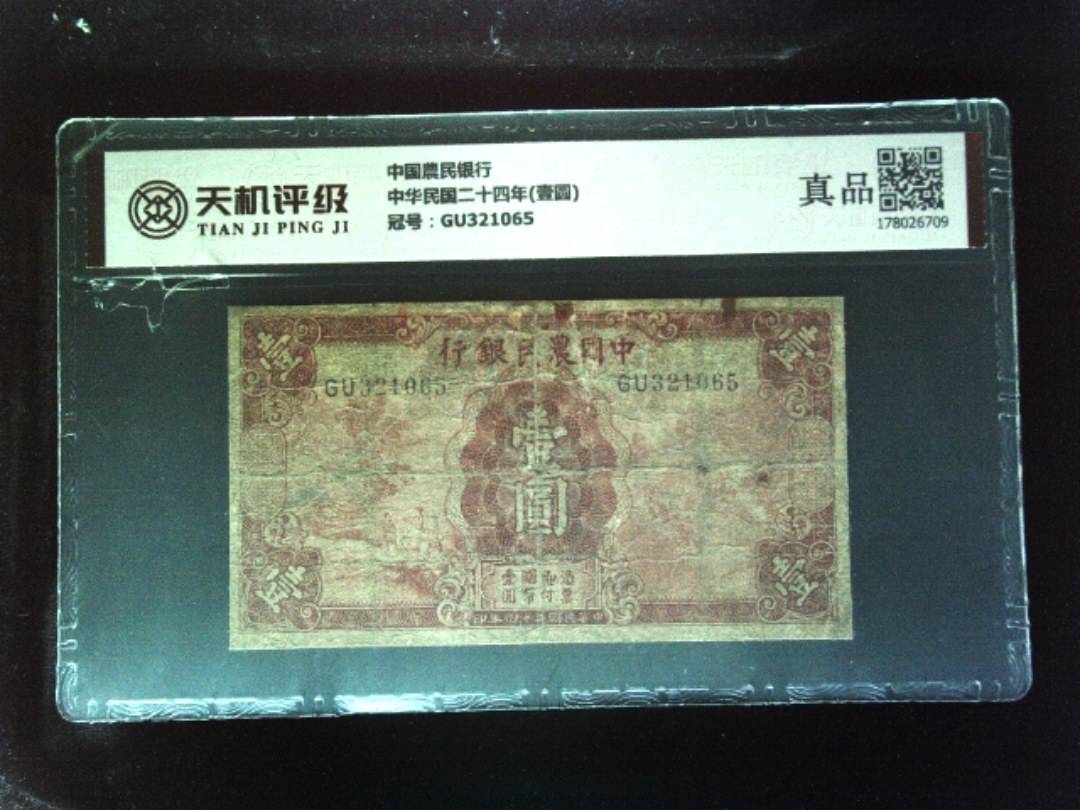 天机评级
TIAN JI PING JI
中国農民银行
中华民国二十四年(壹圆)
冠号：GU321065
真品
178026709
行銀民農國中
GU321065
GU321065
壹
壹
壹
圓
壹
壹